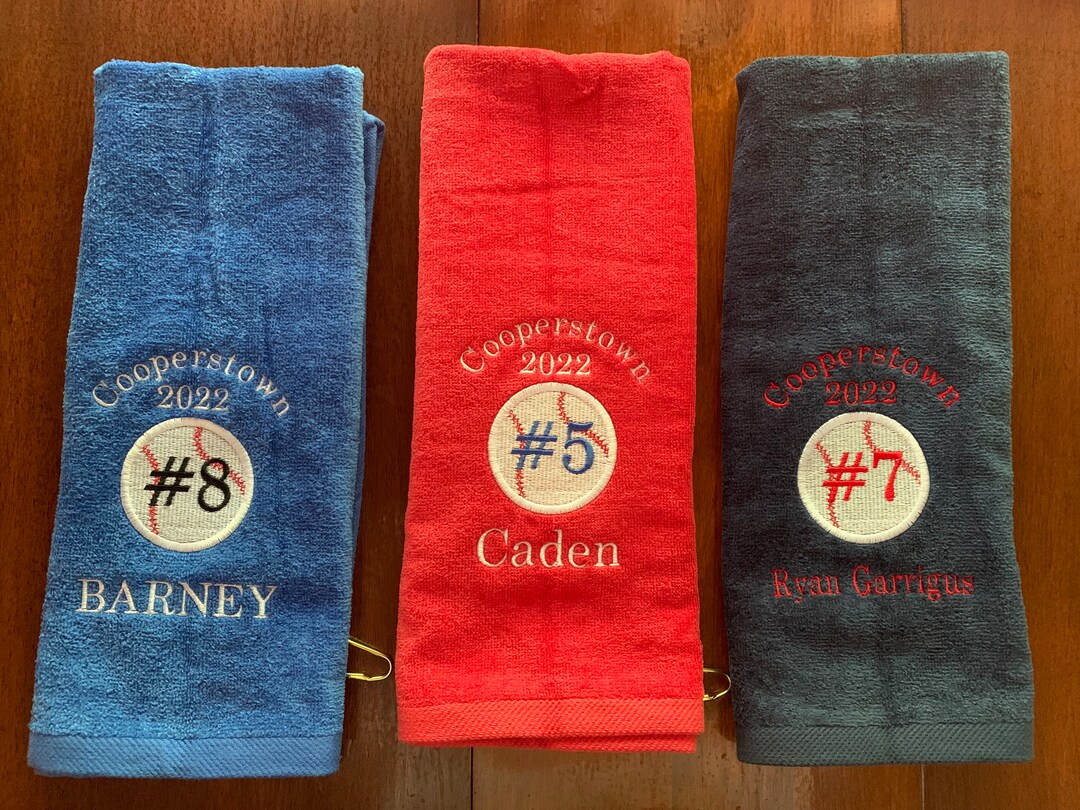 Cooperstown
2022
#8
BARNEY
Cooperstown
2022
#5
Caden
Cooperstown
2022
#7
Ryan Garrigus